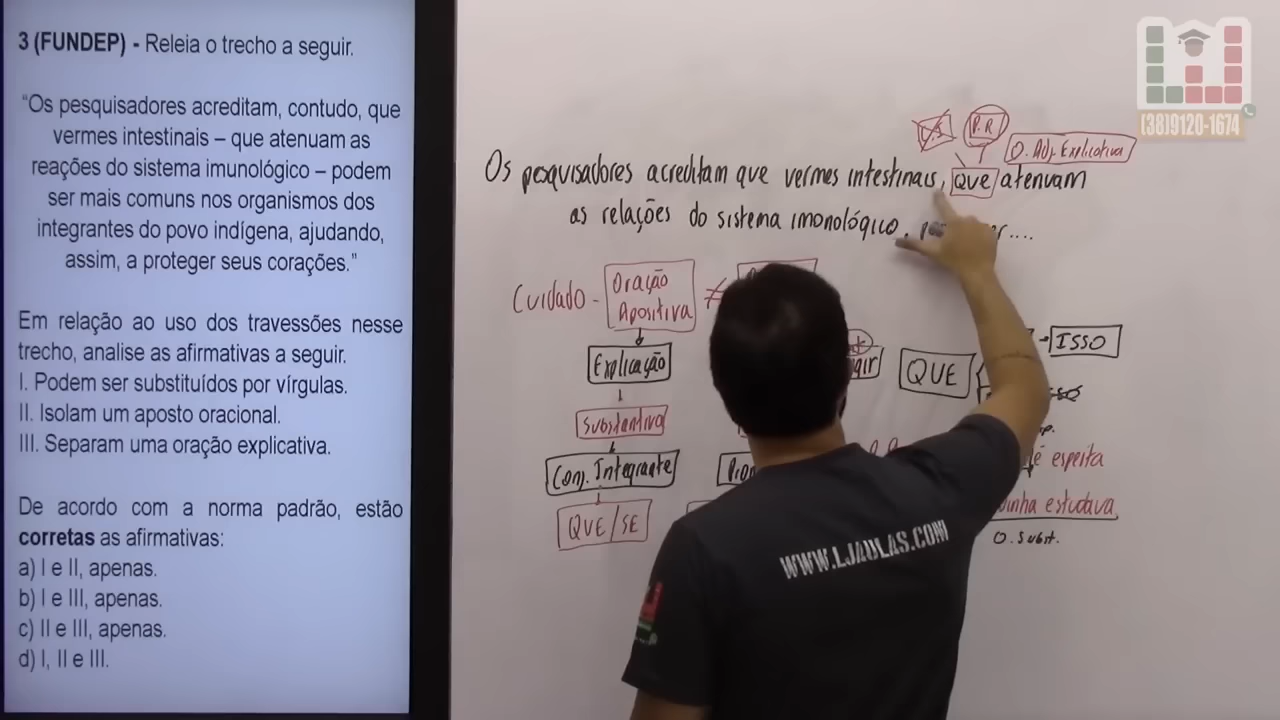 3 (FUNDEP) - Releia o trecho a seguir.
“Os pesquisadores acreditam, contudo, que
vermes intestinais – que atenuam as
reações do sistema imunológico – podem
ser mais comuns nos organismos dos
integrantes do povo indígena, ajudando,
assim, a proteger seus corações.”
Em relação ao uso dos travessões nesse
trecho, analise as afirmativas a seguir.
I. Podem ser substituídos por vírgulas.
II. Isolam um aposto oracional.
III. Separam uma oração explicativa.
De acordo com a norma padrão, estão
corretas as afirmativas:
a) I e II, apenas.
b) I e III, apenas.
c) II e III, apenas.
d) I, II e III.
(38)9120-1674
P.R
O. Adj. Explicativa
Os pesquisadores acreditam que vermes intestinais, QUE atenuam
as relações do sistema imonológico,
Cuidado - Oração Apositiva ≠
Explicação
Substantiva
Conj. Integrante
QUE/SE
QUE
ISSO
é esperta
estudava
O. Subst.
WWW.LJAULAS.COM